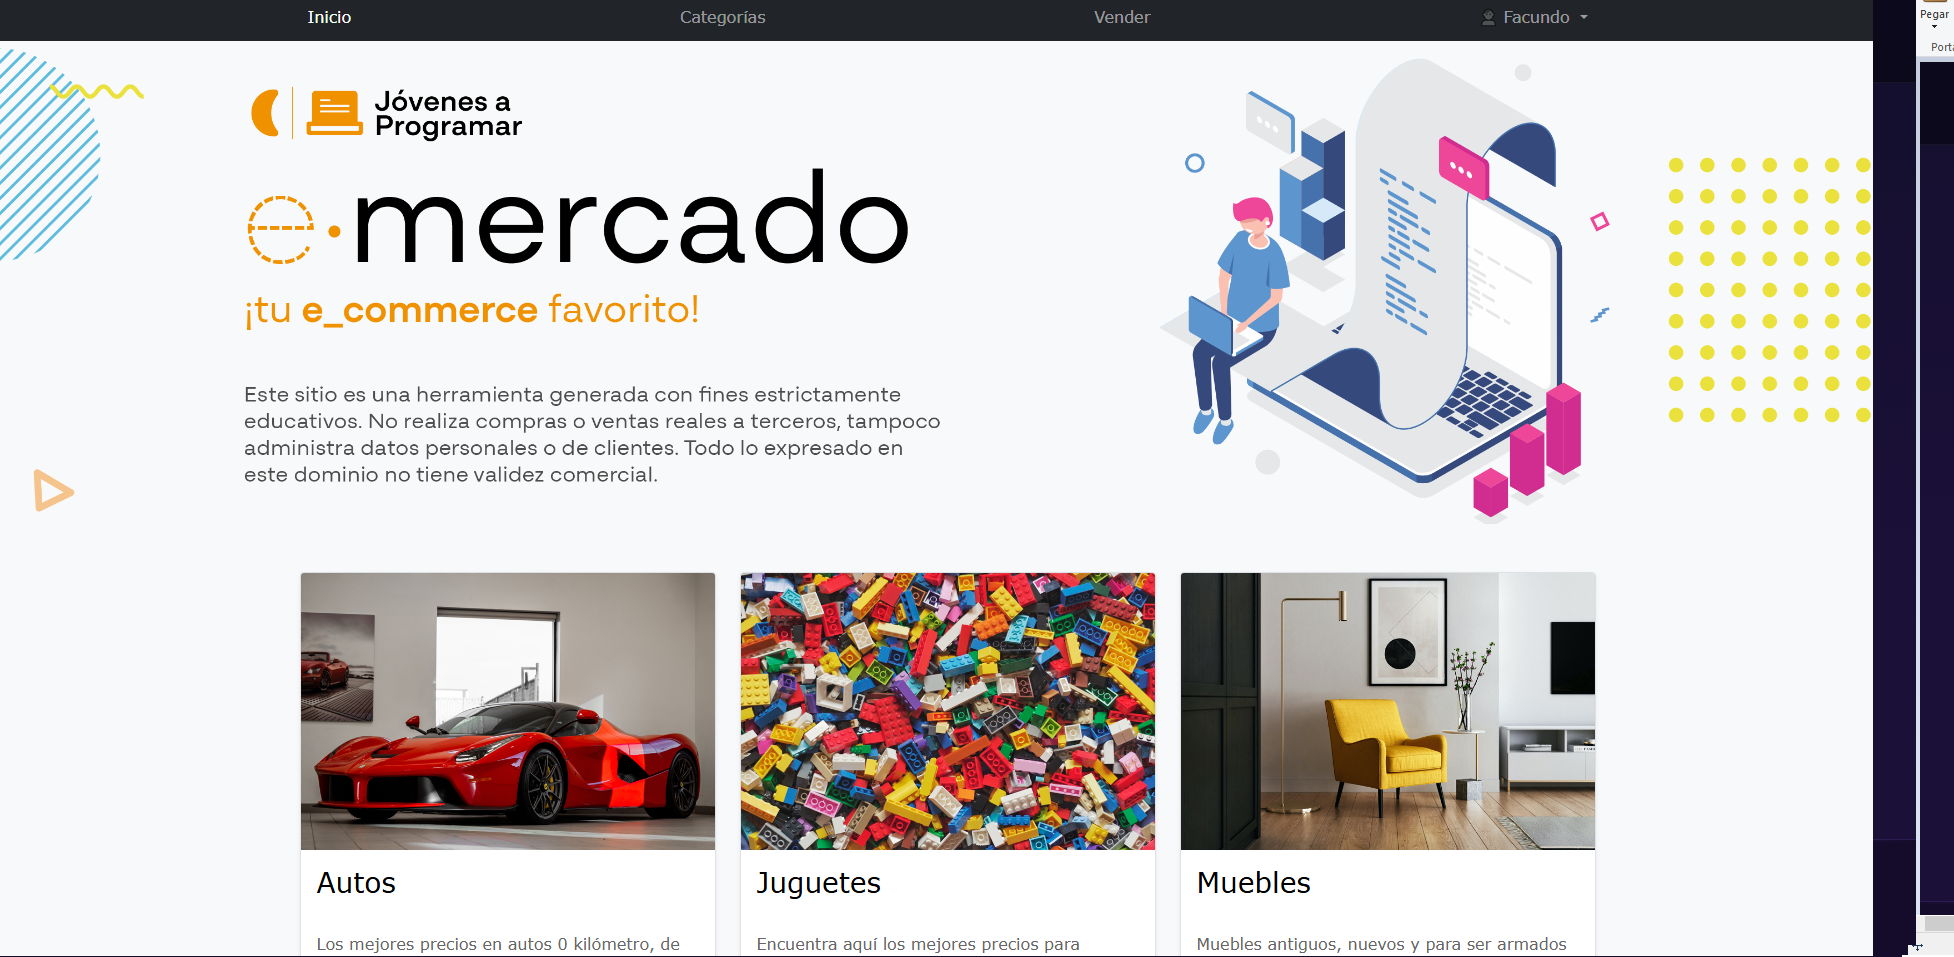 Inicio
Categorías
Vender
Facundo
Pegar
Jóvenes a
Programar
e·mercado
¡tu e_commerce favorito!
Este sitio es una herramienta generada con fines estrictamente
educativos. No realiza compras o ventas reales a terceros, tampoco
administra datos personales o de clientes. Todo lo expresado en
este dominio no tiene validez comercial.
Autos
Los mejores precios en autos 0 kilómetro, de
Juguetes
Encuentra aquí los mejores precios para
Muebles
Muebles antiguos, nuevos y para ser armados